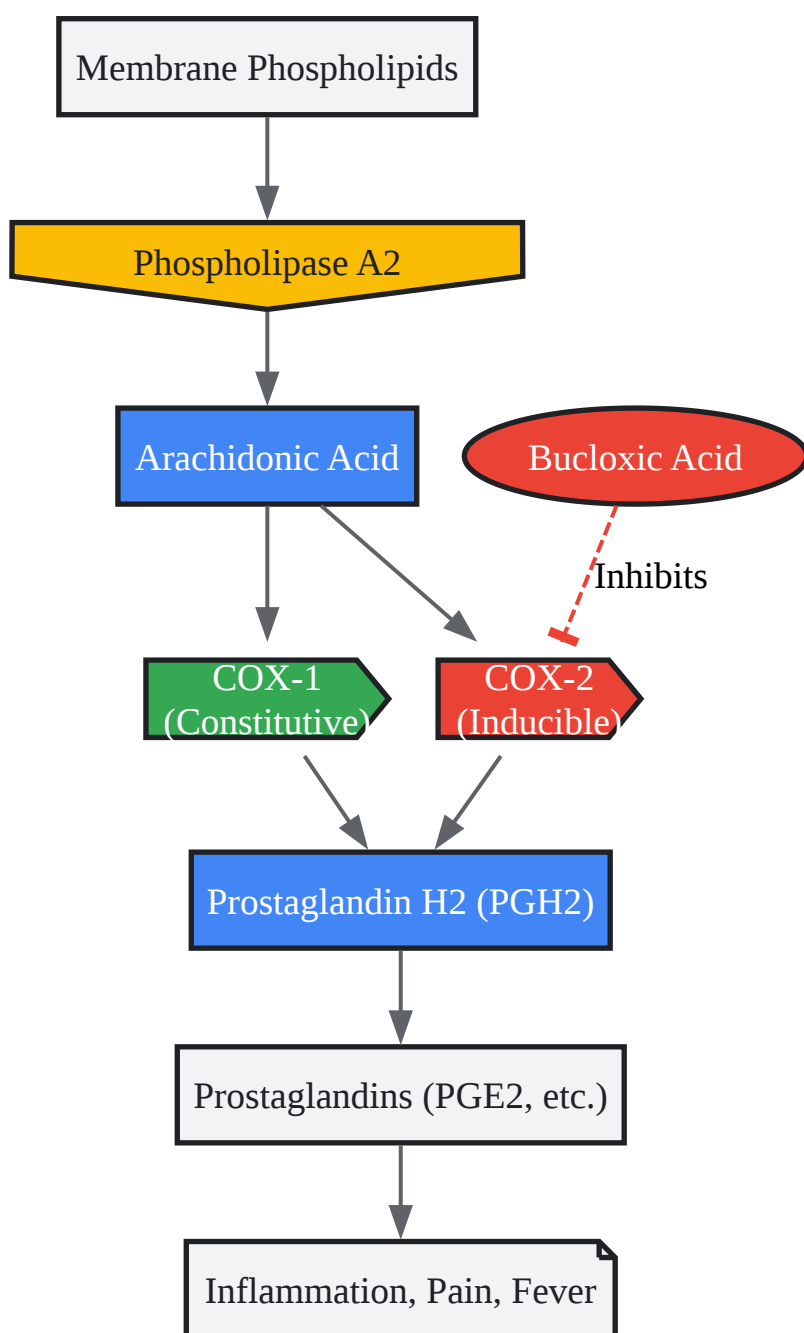 Membrane Phospholipids
Phospholipase A2
Arachidonic Acid
Bucloxic Acid
Inhibits
COX-1
(Constitutive)
COX-2
(Inducible)
Prostaglandin H2 (PGH2)
Prostaglandins (PGE2, etc.)
Inflammation, Pain, Fever